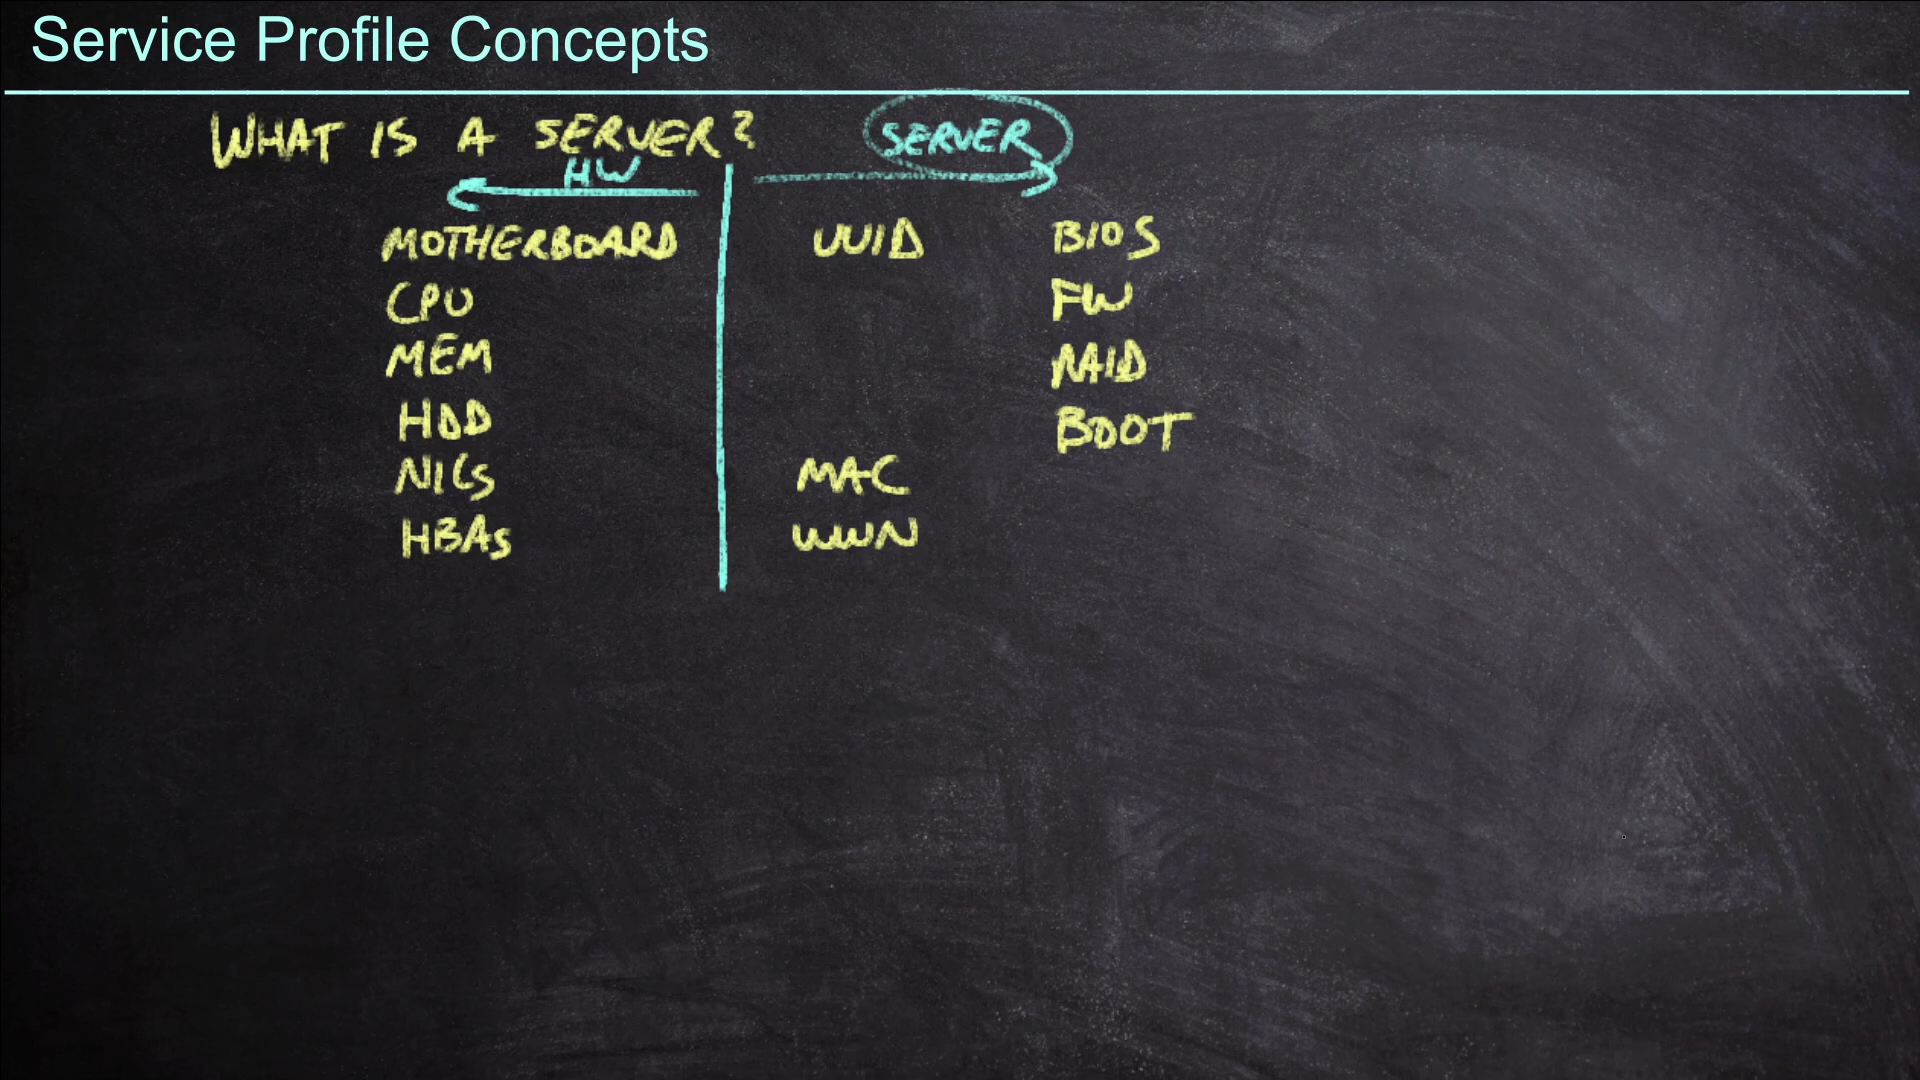 Service Profile Concepts
WHAT IS A SERVER? SERVER
HW
MOTHERBOARD UUID BIOS
CPU FW
MEM RAID
HDD BOOT
NICs MAC
HBAs WWN